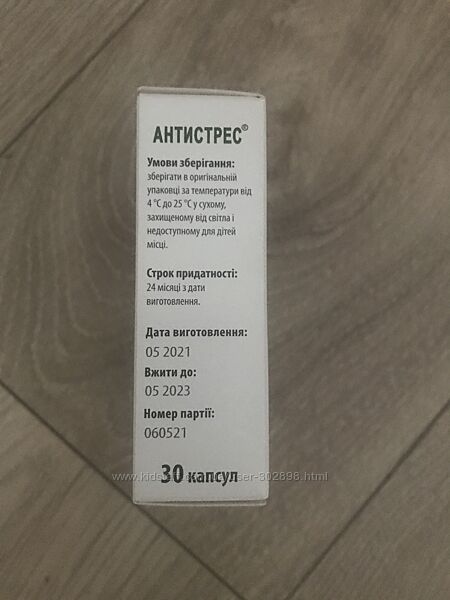 АНТИСТРЕС®
Умови зберігання:
зберігати в оригінальній
упаковці за температури від
4 °C до 25 °C у сухому,
захищеному від світла і
недоступному для дітей
місці.
Строк придатності:
24 місяці з дати
виготовлення.
Дата виготовлення:
05 2021
Вжити до:
05 2023
Номер партії:
060521
30 капсул